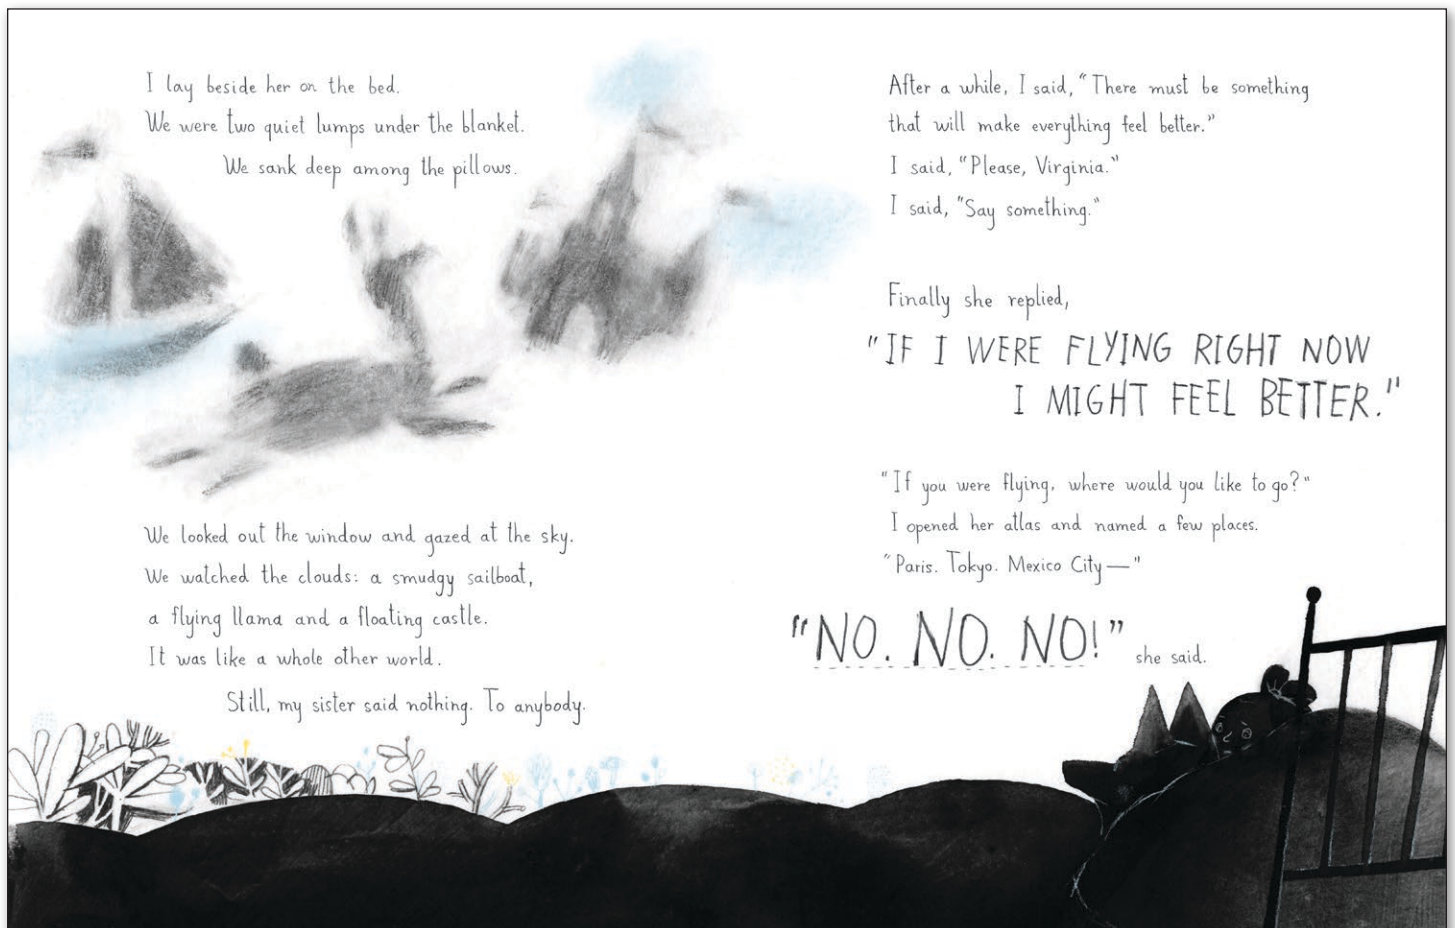 I lay beside her on the bed.
We were two quiet lumps under the blanket.
We sank deep among the pillows.
We looked out the window and gazed at the sky.
We watched the clouds: a smudgy sailboat,
a flying llama and a floating castle.
It was like a whole other world.
Still, my sister said nothing. To anybody.
After a while, I said, “There must be something
that will make everything feel better.”
I said, “Please, Virginia.”
I said, “Say something.”
Finally she replied,
“IF I WERE FLYING RIGHT NOW
I MIGHT FEEL BETTER.”
“If you were flying, where would you like to go?”
I opened her atlas and named a few places.
“Paris. Tokyo. Mexico City—”
“NO. NO. NO!” she said.